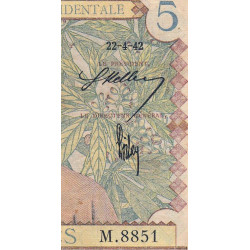 IDENTALE 5
22-4-42
LE PRÉSIDENT
LE DIRECTEUR GÉNÉRAL
S M.8851